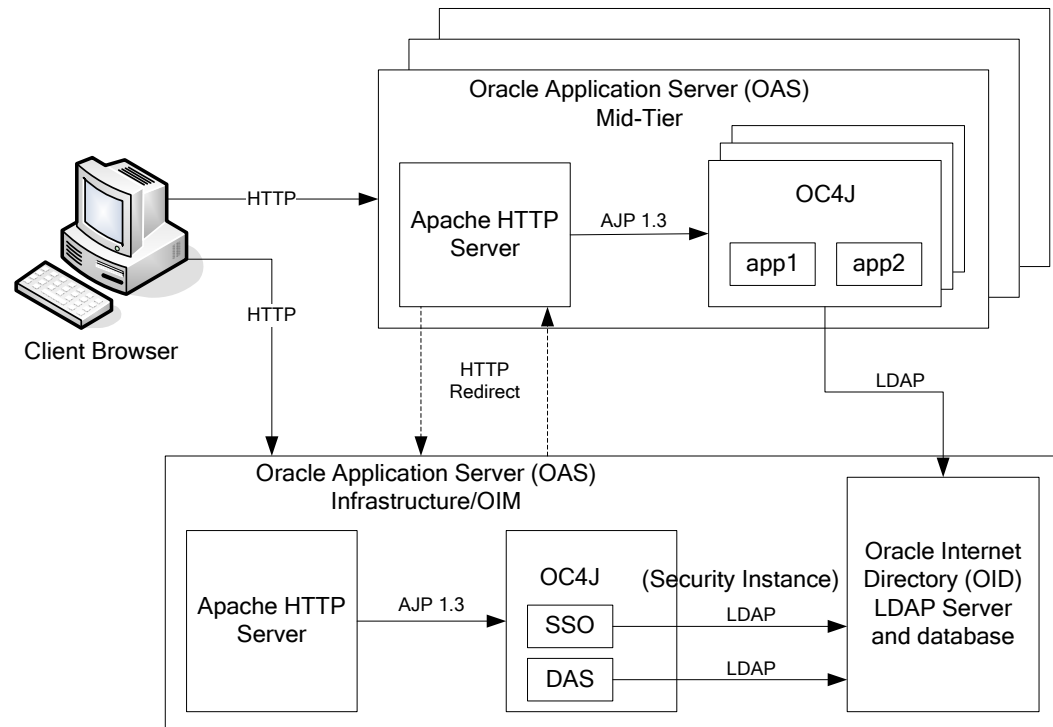 Oracle Application Server (OAS)
Mid-Tier
HTTP
Apache HTTP
Server
AJP 1.3
OC4J
app1
app2
HTTP
Client Browser
HTTP
Redirect
LDAP
Oracle Application Server (OAS)
Infrastructure/OIM
Apache HTTP
Server
AJP 1.3
OC4J
SSO
DAS
(Security Instance)
LDAP
LDAP
Oracle Internet
Directory (OID)
LDAP Server
and database